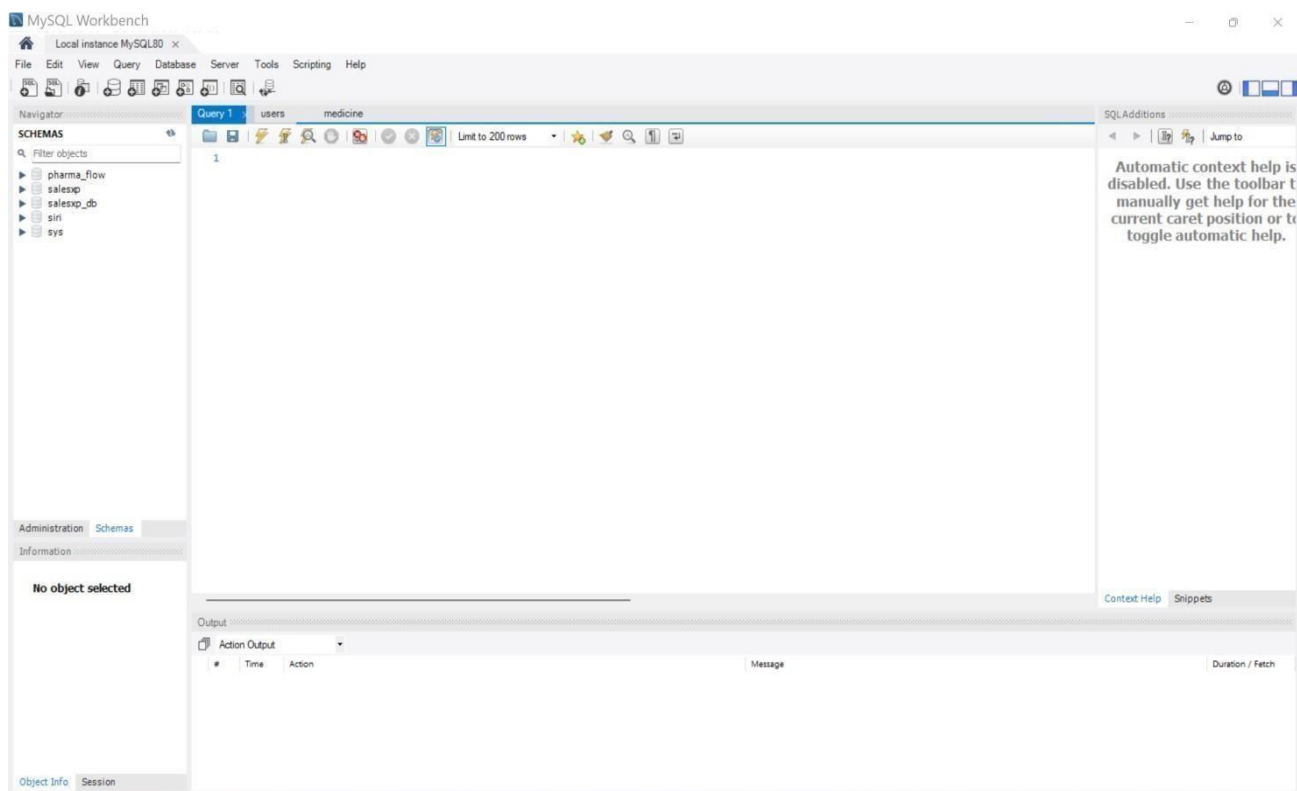 MySQL Workbench
Local instance MySQL80
File Edit View Query Database Server Tools Scripting Help
Navigator
SCHEMAS
Filter objects
pharma_flow
salesxp
salesxp_db
siri
sys
Administration Schemas
Information
No object selected
Object Info Session
Query 1 users medicine
Limit to 200 rows
1
Output
Action Output
# Time Action Message Duration / Fetch
SQLAdditions
Jump to
Automatic context help is
disabled. Use the toolbar t
manually get help for the
current caret position or to
toggle automatic help.
Context Help Snippets